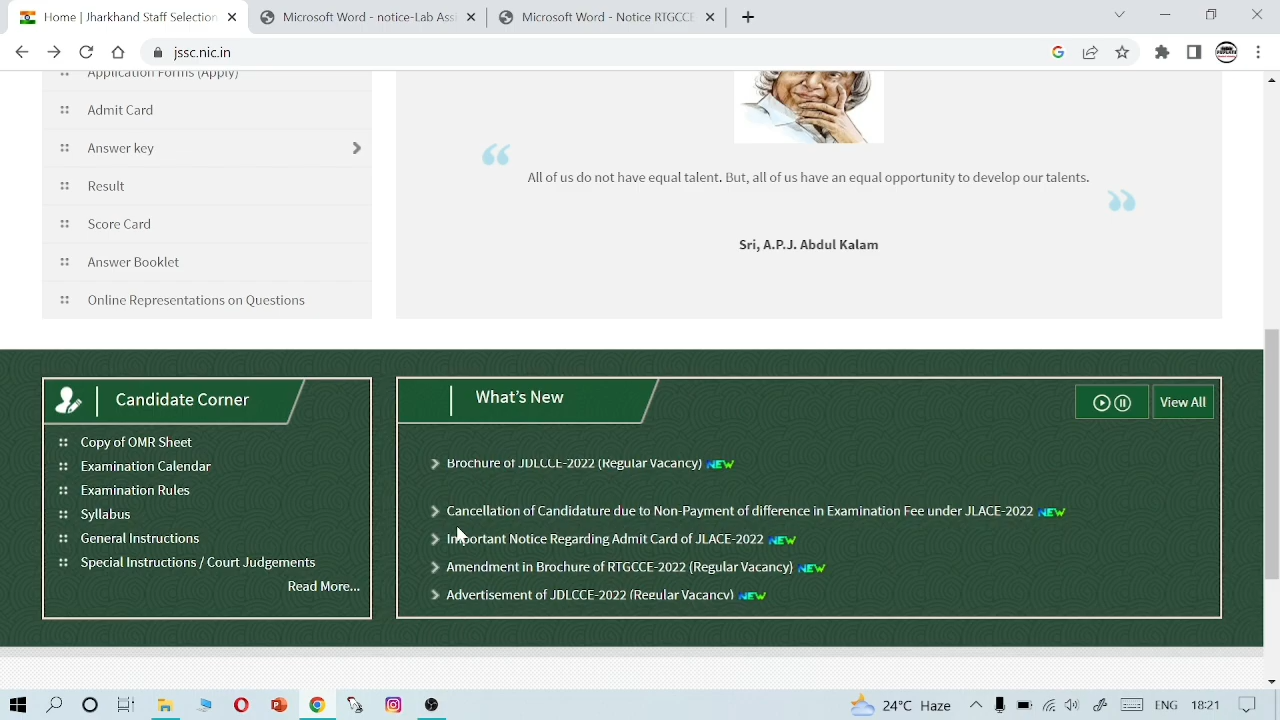 Home | Jharkhand Staff Selection
Microsoft Word - notice-Lab Ass
Microsoft Word - Notice RTGCCE
jssc.nic.in
Application Forms (Apply)
Admit Card
Answer key
Result
Score Card
Answer Booklet
Online Representations on Questions
“
All of us do not have equal talent. But, all of us have an equal opportunity to develop our talents.
”
Sri, A.P.J. Abdul Kalam
Candidate Corner
Copy of OMR Sheet
Examination Calendar
Examination Rules
Syllabus
General Instructions
Special Instructions / Court Judgements
Read More...
What's New
View All
Brochure of JDLCCE-2022 (Regular Vacancy) NEW
Cancellation of Candidature due to Non-Payment of difference in Examination Fee under JLACE-2022 NEW
Important Notice Regarding Admit Card of JLACE-2022 NEW
Amendment in Brochure of RTGCCE-2022 (Regular Vacancy) NEW
Advertisement of JDLCCE-2022 (Regular Vacancy) NEW
24°C Haze
ENG
18:21